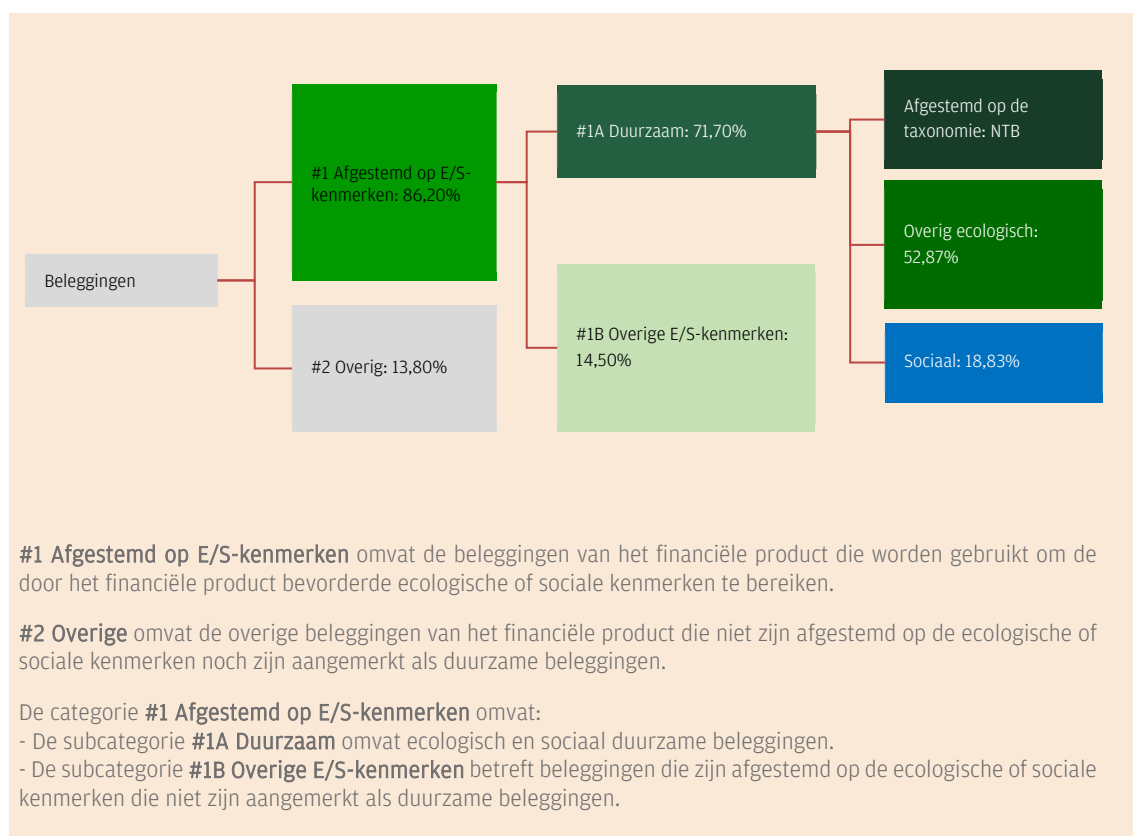 Beleggingen
#1 Afgestemd op E/S-
kenmerken: 86,20%
#2 Overig: 13,80%
#1A Duurzaam: 71,70%
#1B Overige E/S-kenmerken:
14,50%
Afgestemd op de
taxonomie: NTB
Overig ecologisch:
52,87%
Sociaal: 18,83%
#1 Afgestemd op E/S-kenmerken omvat de beleggingen van het financiële product die worden gebruikt om de
door het financiële product bevorderde ecologische of sociale kenmerken te bereiken.
#2 Overige omvat de overige beleggingen van het financiële product die niet zijn afgestemd op de ecologische of
sociale kenmerken noch zijn aangemerkt als duurzame beleggingen.
De categorie #1 Afgestemd op E/S-kenmerken omvat:
- De subcategorie #1A Duurzaam omvat ecologisch en sociaal duurzame beleggingen.
- De subcategorie #1B Overige E/S-kenmerken betreft beleggingen die zijn afgestemd op de ecologische of sociale
kenmerken die niet zijn aangemerkt als duurzame beleggingen.